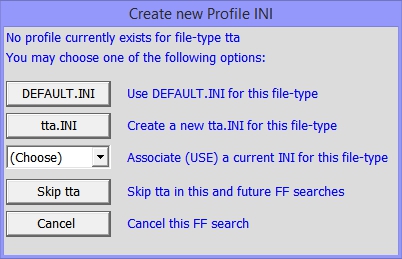 Create new Profile INI
No profile currently exists for file-type tta
You may choose one of the following options:
DEFAULT.INI Use DEFAULT.INI for this file-type
tta.INI Create a new tta.INI for this file-type
(Choose) Associate (USE) a current INI for this file-type
Skip tta Skip tta in this and future FF searches
Cancel Cancel this FF search